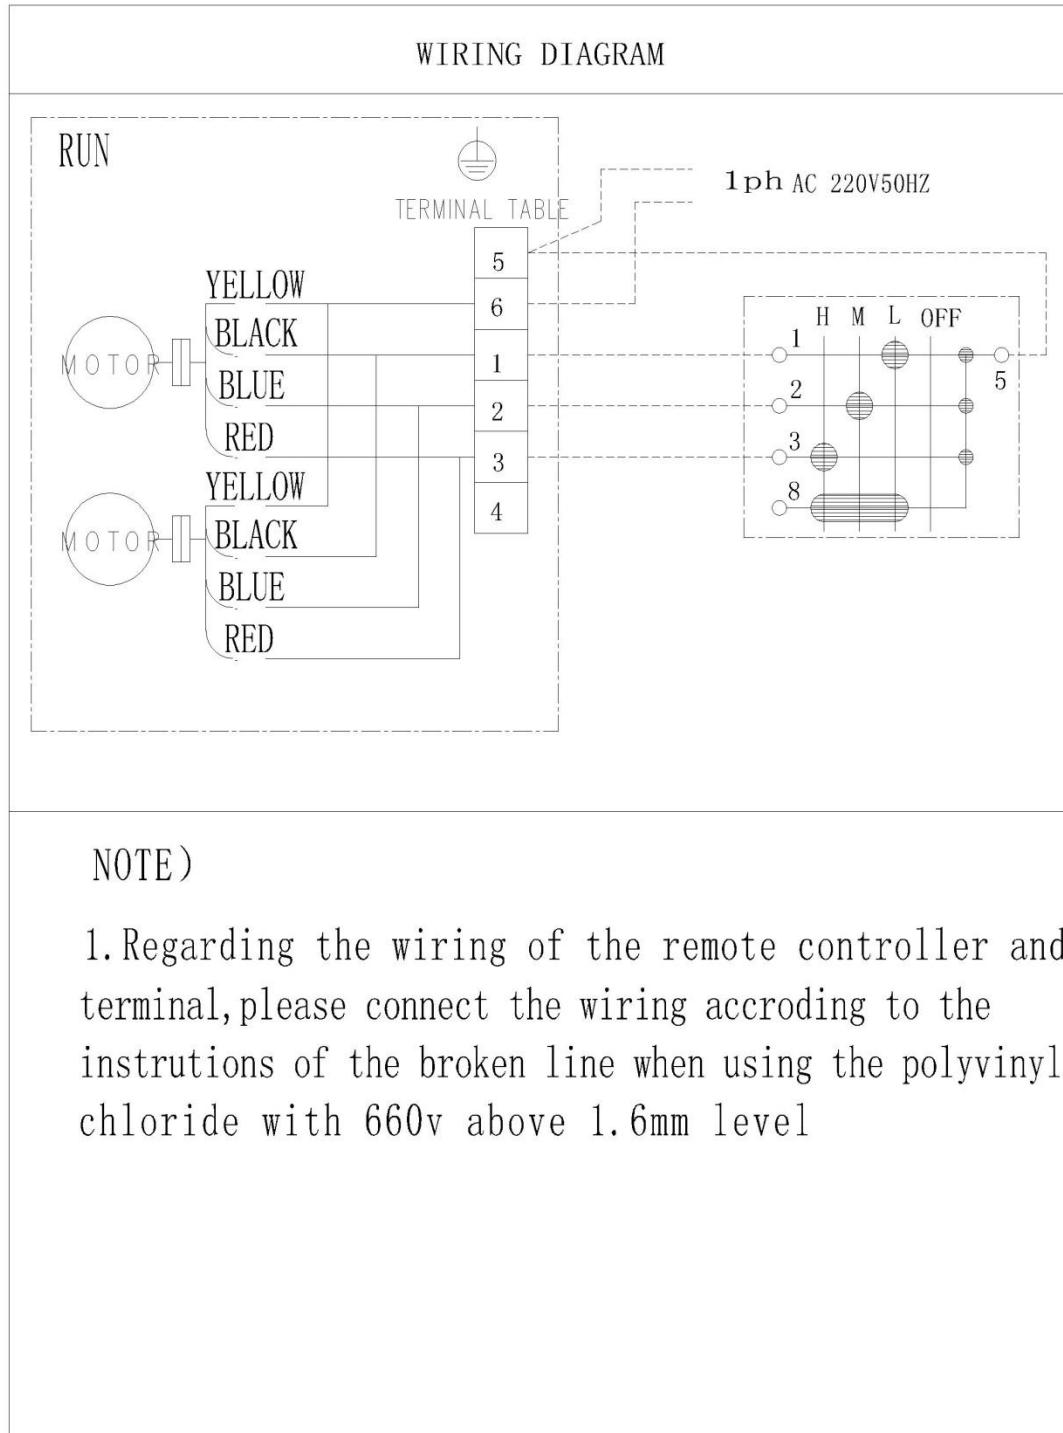 WIRING DIAGRAM
RUN
TERMINAL TABLE
1ph AC 220V50HZ
5
6
1
2
3
4
YELLOW
BLACK
BLUE
RED
MOTOR
YELLOW
BLACK
BLUE
RED
MOTOR
H M L OFF
1
2
3
8
5
NOTE)
1.Regarding the wiring of the remote controller and
terminal,please connect the wiring accroding to the
instrutions of the broken line when using the polyvinyl
chloride with 660v above 1.6mm level